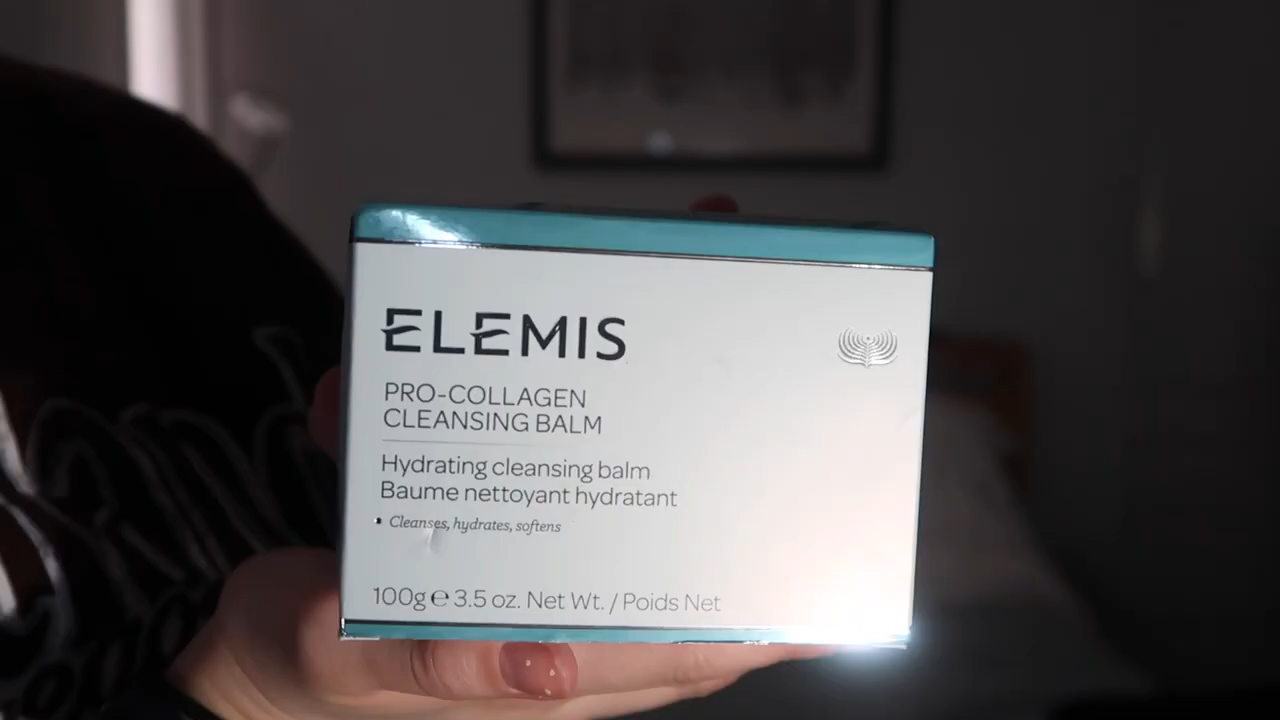 ELEMIS
PRO-COLLAGEN
CLEANSING BALM
Hydrating cleansing balm
Baume nettoyant hydratant
• Cleanses, hydrates, softens
100g ℮ 3.5 oz. Net Wt. / Poids Net